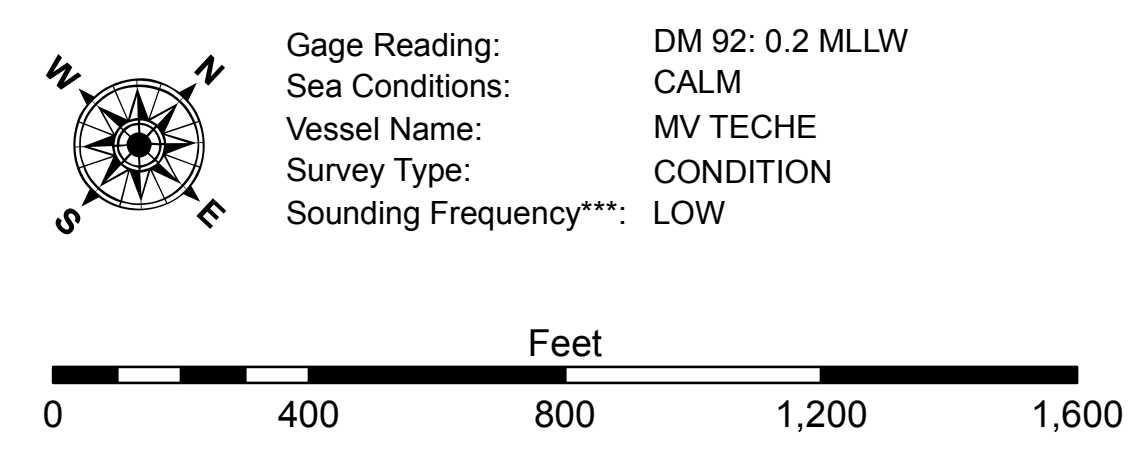 W N
S E
Gage Reading: DM 92: 0.2 MLLW
Sea Conditions: CALM
Vessel Name: MV TECHE
Survey Type: CONDITION
Sounding Frequency***: LOW
Feet
0 400 800 1,200 1,600